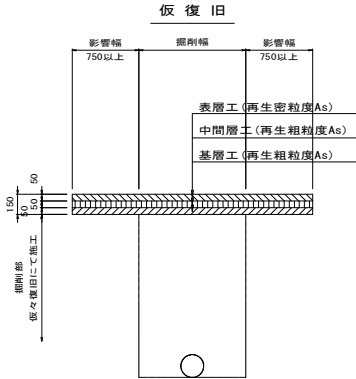 仮復旧
影響幅 掘削幅 影響幅
750以上 750以上
表層工(再生密粒度As)
中間層工(再生粗粒度As)
基層工(再生粗粒度As)
50
150
50
50
掘削部
仮々復旧にて施工